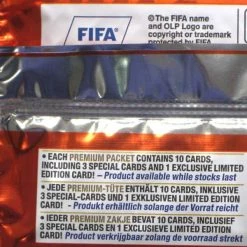 FIFA®
© The FIFA name
and OLP Logo are
copyright or trademark
protected by FIFA.
• EACH PREMIUM PACKET CONTAINS 10 CARDS,
INCLUDING 3 SPECIAL CARDS AND 1 EXCLUSIVE LIMITED
EDITION CARD! – Product available while stocks last
• JEDE PREMIUM-TÜTE ENTHÄLT 10 KARTEN, INKLUSIVE
3 SPECIAL-CARDS UND 1 EXKLUSIVEN LIMITED EDITION
CARD! - Produkt erhältlich solange der Vorrat reicht
• IEDER PREMIUM ZAKJE BEVAT 10 CARDS, INCLUSIEF
3 SPECIAL CARDS EN 1 EXCLUSIEVE LIMITED EDITION
CARD! Product verkrijgbaar zolang de voorraad strekt